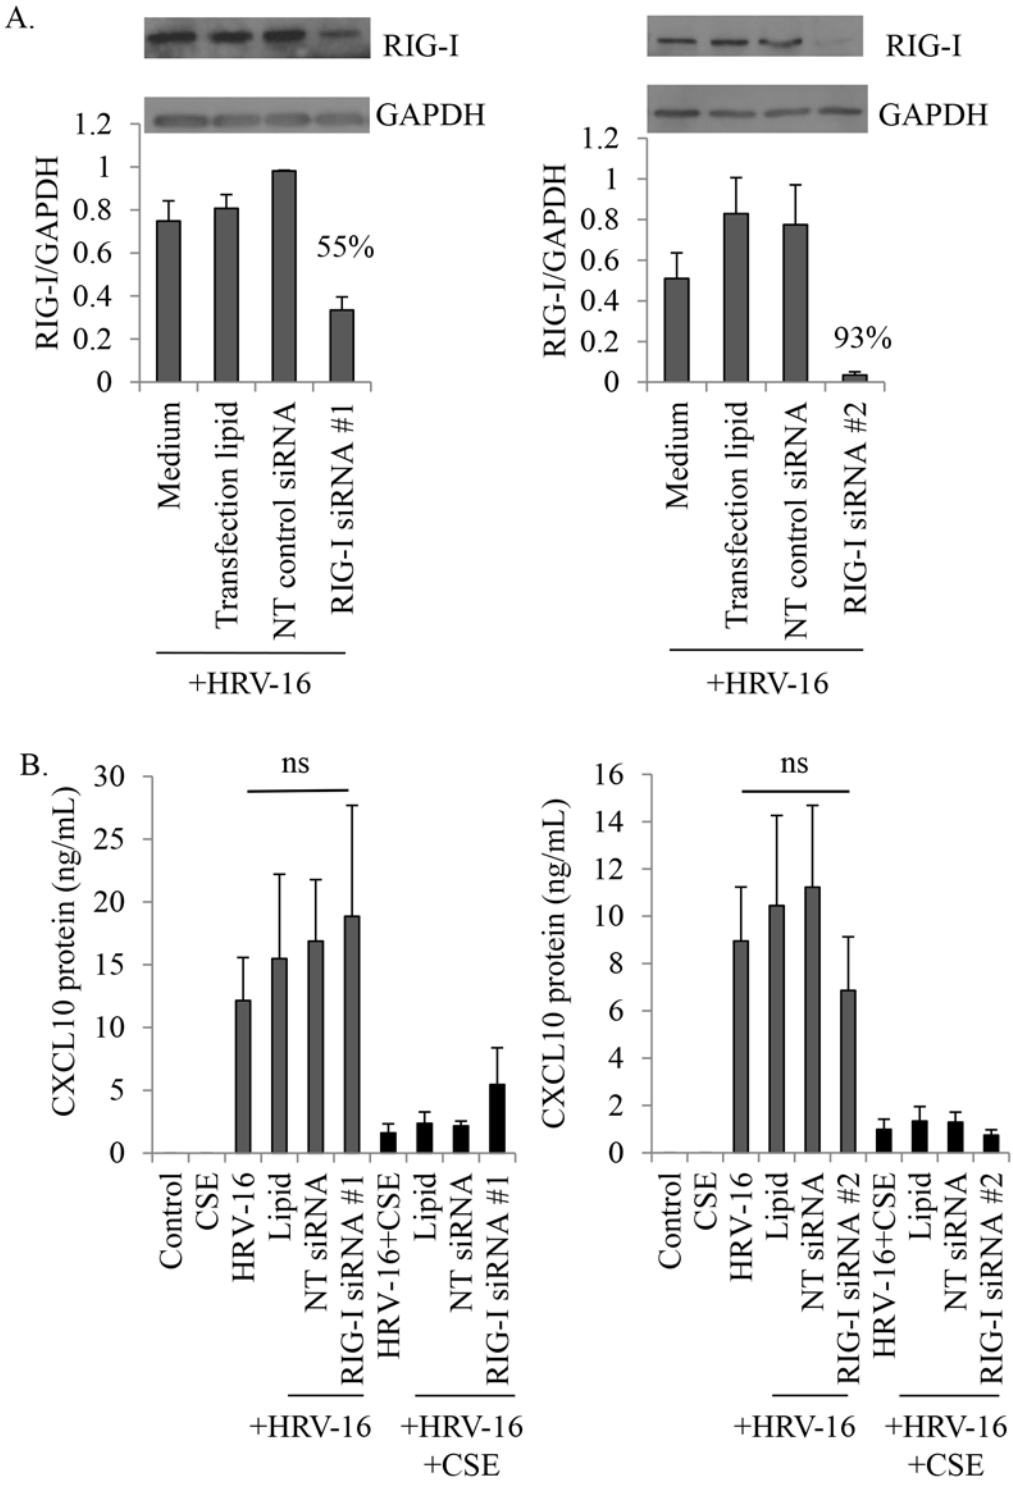 A.
RIG-I
GAPDH
1.2
1
0.8
0.6
0.4
0.2
0
RIG-I/GAPDH
55%
Medium
Transfection lipid
NT control siRNA
RIG-I siRNA #1
+HRV-16
RIG-I
GAPDH
1.2
1
0.8
0.6
0.4
0.2
0
RIG-I/GAPDH
93%
Medium
Transfection lipid
NT control siRNA
RIG-I siRNA #2
+HRV-16
B.
ns
30
25
20
15
10
5
0
CXCL10 protein (ng/mL)
Control
CSE
HRV-16
Lipid
NT siRNA
RIG-I siRNA #1
HRV-16+CSE
Lipid
NT siRNA
RIG-I siRNA #1
+HRV-16
+HRV-16
+CSE
ns
16
14
12
10
8
6
4
2
0
CXCL10 protein (ng/mL)
Control
CSE
HRV-16
Lipid
NT siRNA
RIG-I siRNA #2
HRV-16+CSE
Lipid
NT siRNA
RIG-I siRNA #2
+HRV-16
+HRV-16
+CSE